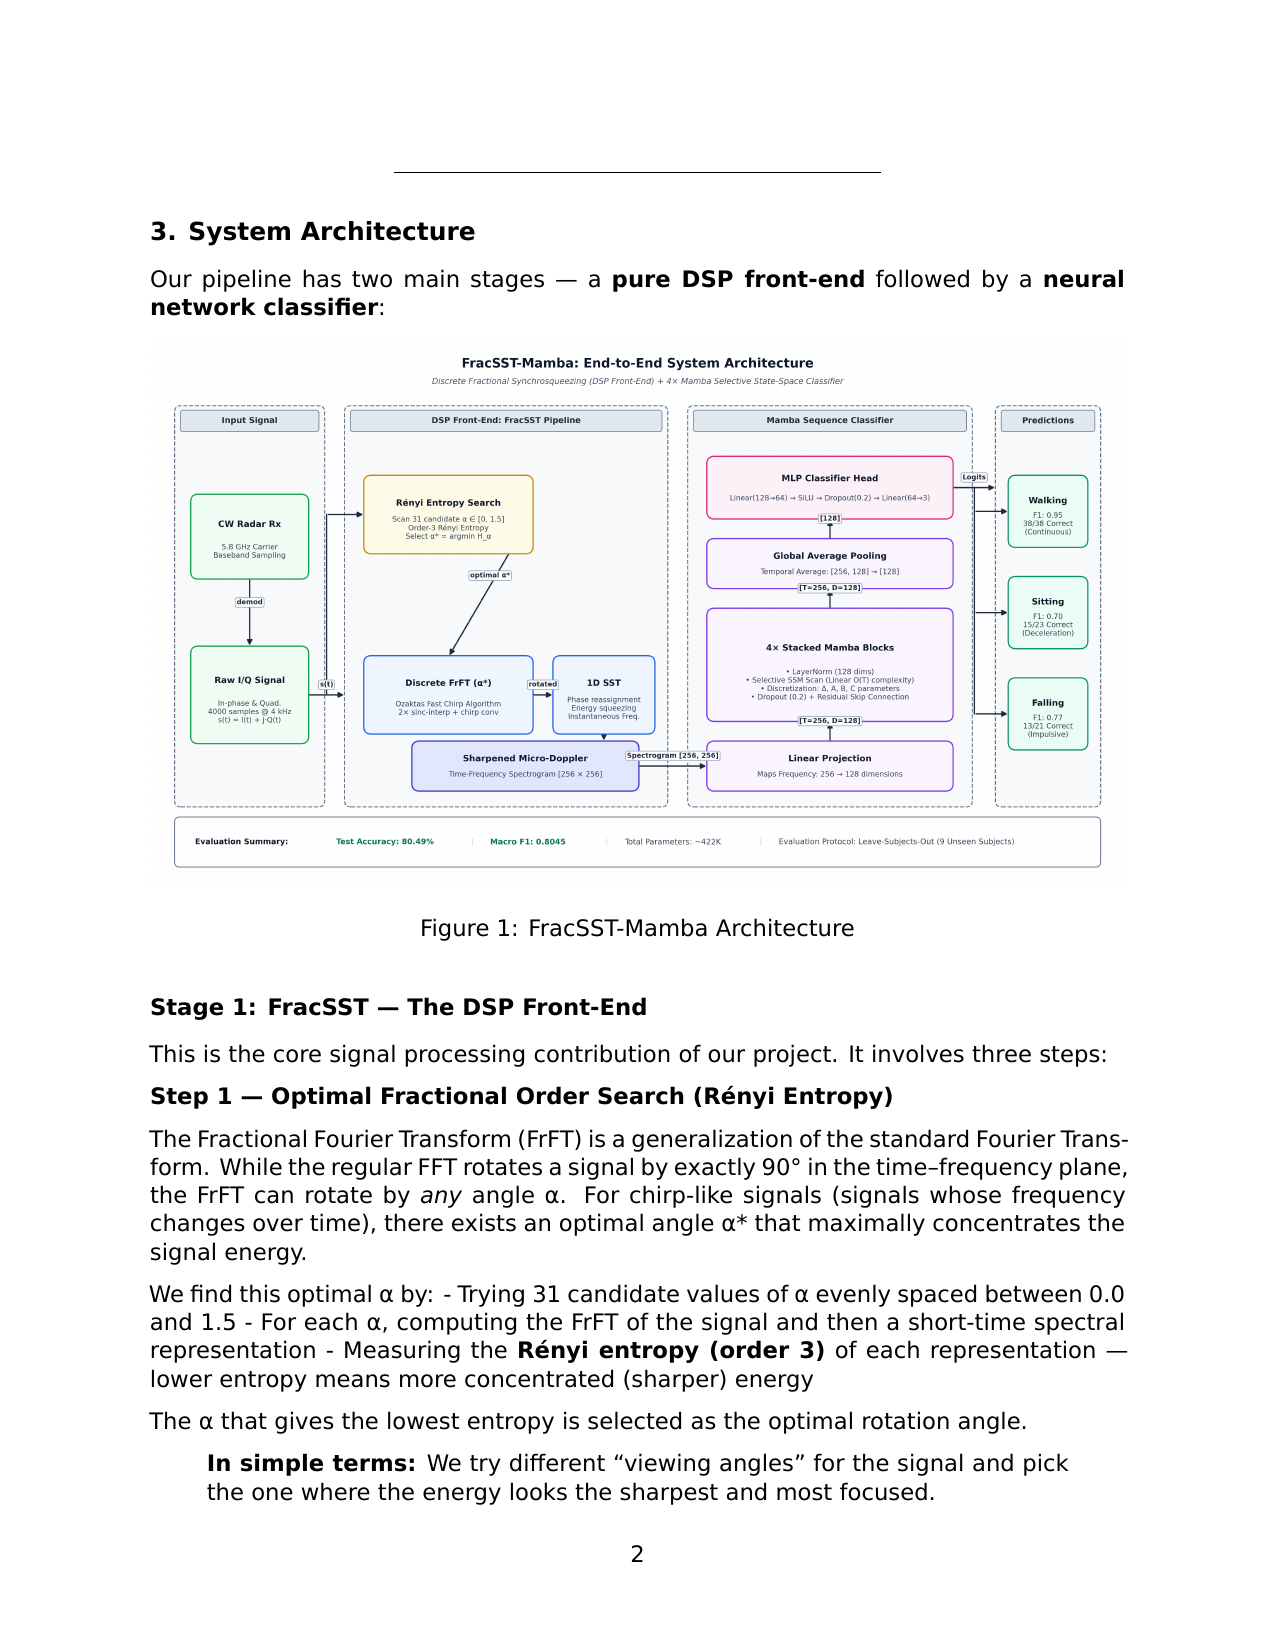 3. System Architecture
Our pipeline has two main stages — a pure DSP front-end followed by a neural
network classifier:
FracSST-Mamba: End-to-End System Architecture
Discrete Fractional Synchrosqueezing (DSP Front-End) + 4× Mamba Selective State-Space Classifier
Input Signal
CW Radar Rx
5.8 GHz Carrier
Baseband Sampling
demod
Raw I/Q Signal
In-phase & Quad.
4000 samples @ 4 kHz
s(t) = I(t) + j·Q(t)
s(t)
DSP Front-End: FracSST Pipeline
Rényi Entropy Search
Scan 31 candidate α ∈ [0, 1.5]
Order-3 Rényi Entropy
Select α* = argmin H_α
optimal α*
Discrete FrFT (α*)
Ozaktas Fast Chirp Algorithm
2× sinc-interp + chirp conv
rotated
1D SST
Phase reassignment
Energy squeezing
Instantaneous Freq.
Sharpened Micro-Doppler
Time-Frequency Spectrogram [256 × 256]
Spectrogram [256, 256]
Mamba Sequence Classifier
MLP Classifier Head
Linear(128→64) → SiLU → Dropout(0.2) → Linear(64→3)
[128]
Global Average Pooling
Temporal Average: [256, 128] → [128]
[T=256, D=128]
4× Stacked Mamba Blocks
• LayerNorm (128 dims)
• Selective SSM Scan (Linear O(T) complexity)
• Discretization: Δ, A, B, C parameters
• Dropout (0.2) + Residual Skip Connection
[T=256, D=128]
Linear Projection
Maps Frequency: 256 → 128 dimensions
Logits
Predictions
Walking
F1: 0.95
38/38 Correct
(Continuous)
Sitting
F1: 0.70
15/23 Correct
(Deceleration)
Falling
F1: 0.77
13/21 Correct
(Impulsive)
Evaluation Summary: Test Accuracy: 80.49% | Macro F1: 0.8045 | Total Parameters: ~422K | Evaluation Protocol: Leave-Subjects-Out (9 Unseen Subjects)
Figure 1: FracSST-Mamba Architecture
Stage 1: FracSST — The DSP Front-End
This is the core signal processing contribution of our project. It involves three steps:
Step 1 — Optimal Fractional Order Search (Rényi Entropy)
The Fractional Fourier Transform (FrFT) is a generalization of the standard Fourier Trans-
form. While the regular FFT rotates a signal by exactly 90° in the time–frequency plane,
the FrFT can rotate by any angle α. For chirp-like signals (signals whose frequency
changes over time), there exists an optimal angle α* that maximally concentrates the
signal energy.
We find this optimal α by: - Trying 31 candidate values of α evenly spaced between 0.0
and 1.5 - For each α, computing the FrFT of the signal and then a short-time spectral
representation - Measuring the Rényi entropy (order 3) of each representation —
lower entropy means more concentrated (sharper) energy
The α that gives the lowest entropy is selected as the optimal rotation angle.
In simple terms: We try different “viewing angles” for the signal and pick
the one where the energy looks the sharpest and most focused.
2